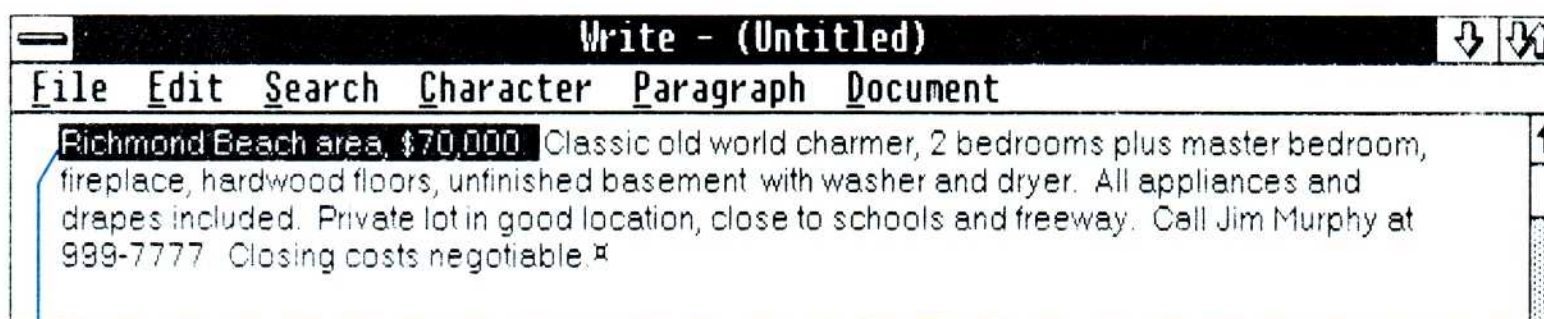 Write - (Untitled)
File Edit Search Character Paragraph Document
Richmond Beach area, $70,000. Classic old world charmer, 2 bedrooms plus master bedroom,
fireplace, hardwood floors, unfinished basement with washer and dryer. All appliances and
drapes included. Private lot in good location, close to schools and freeway. Call Jim Murphy at
999-7777 Closing costs negotiable.¤